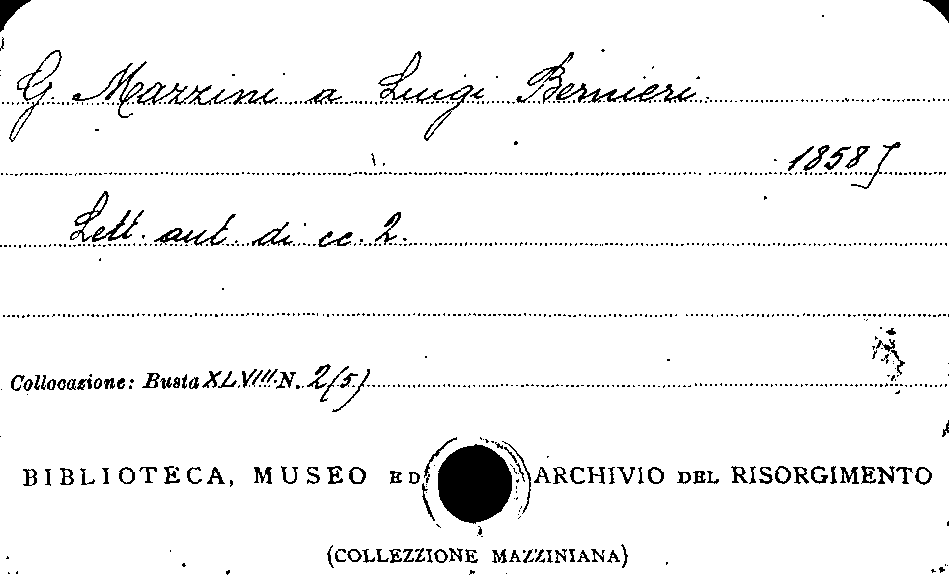 G. Mazzini a Luigi Bernieri.
1858]
Lett. aut. di cc. 2.
Collocazione: Busta XLVIII. N. 2(5)
BIBLIOTECA, MUSEO ED ARCHIVIO DEL RISORGIMENTO
(COLLEZZIONE MAZZINIANA)